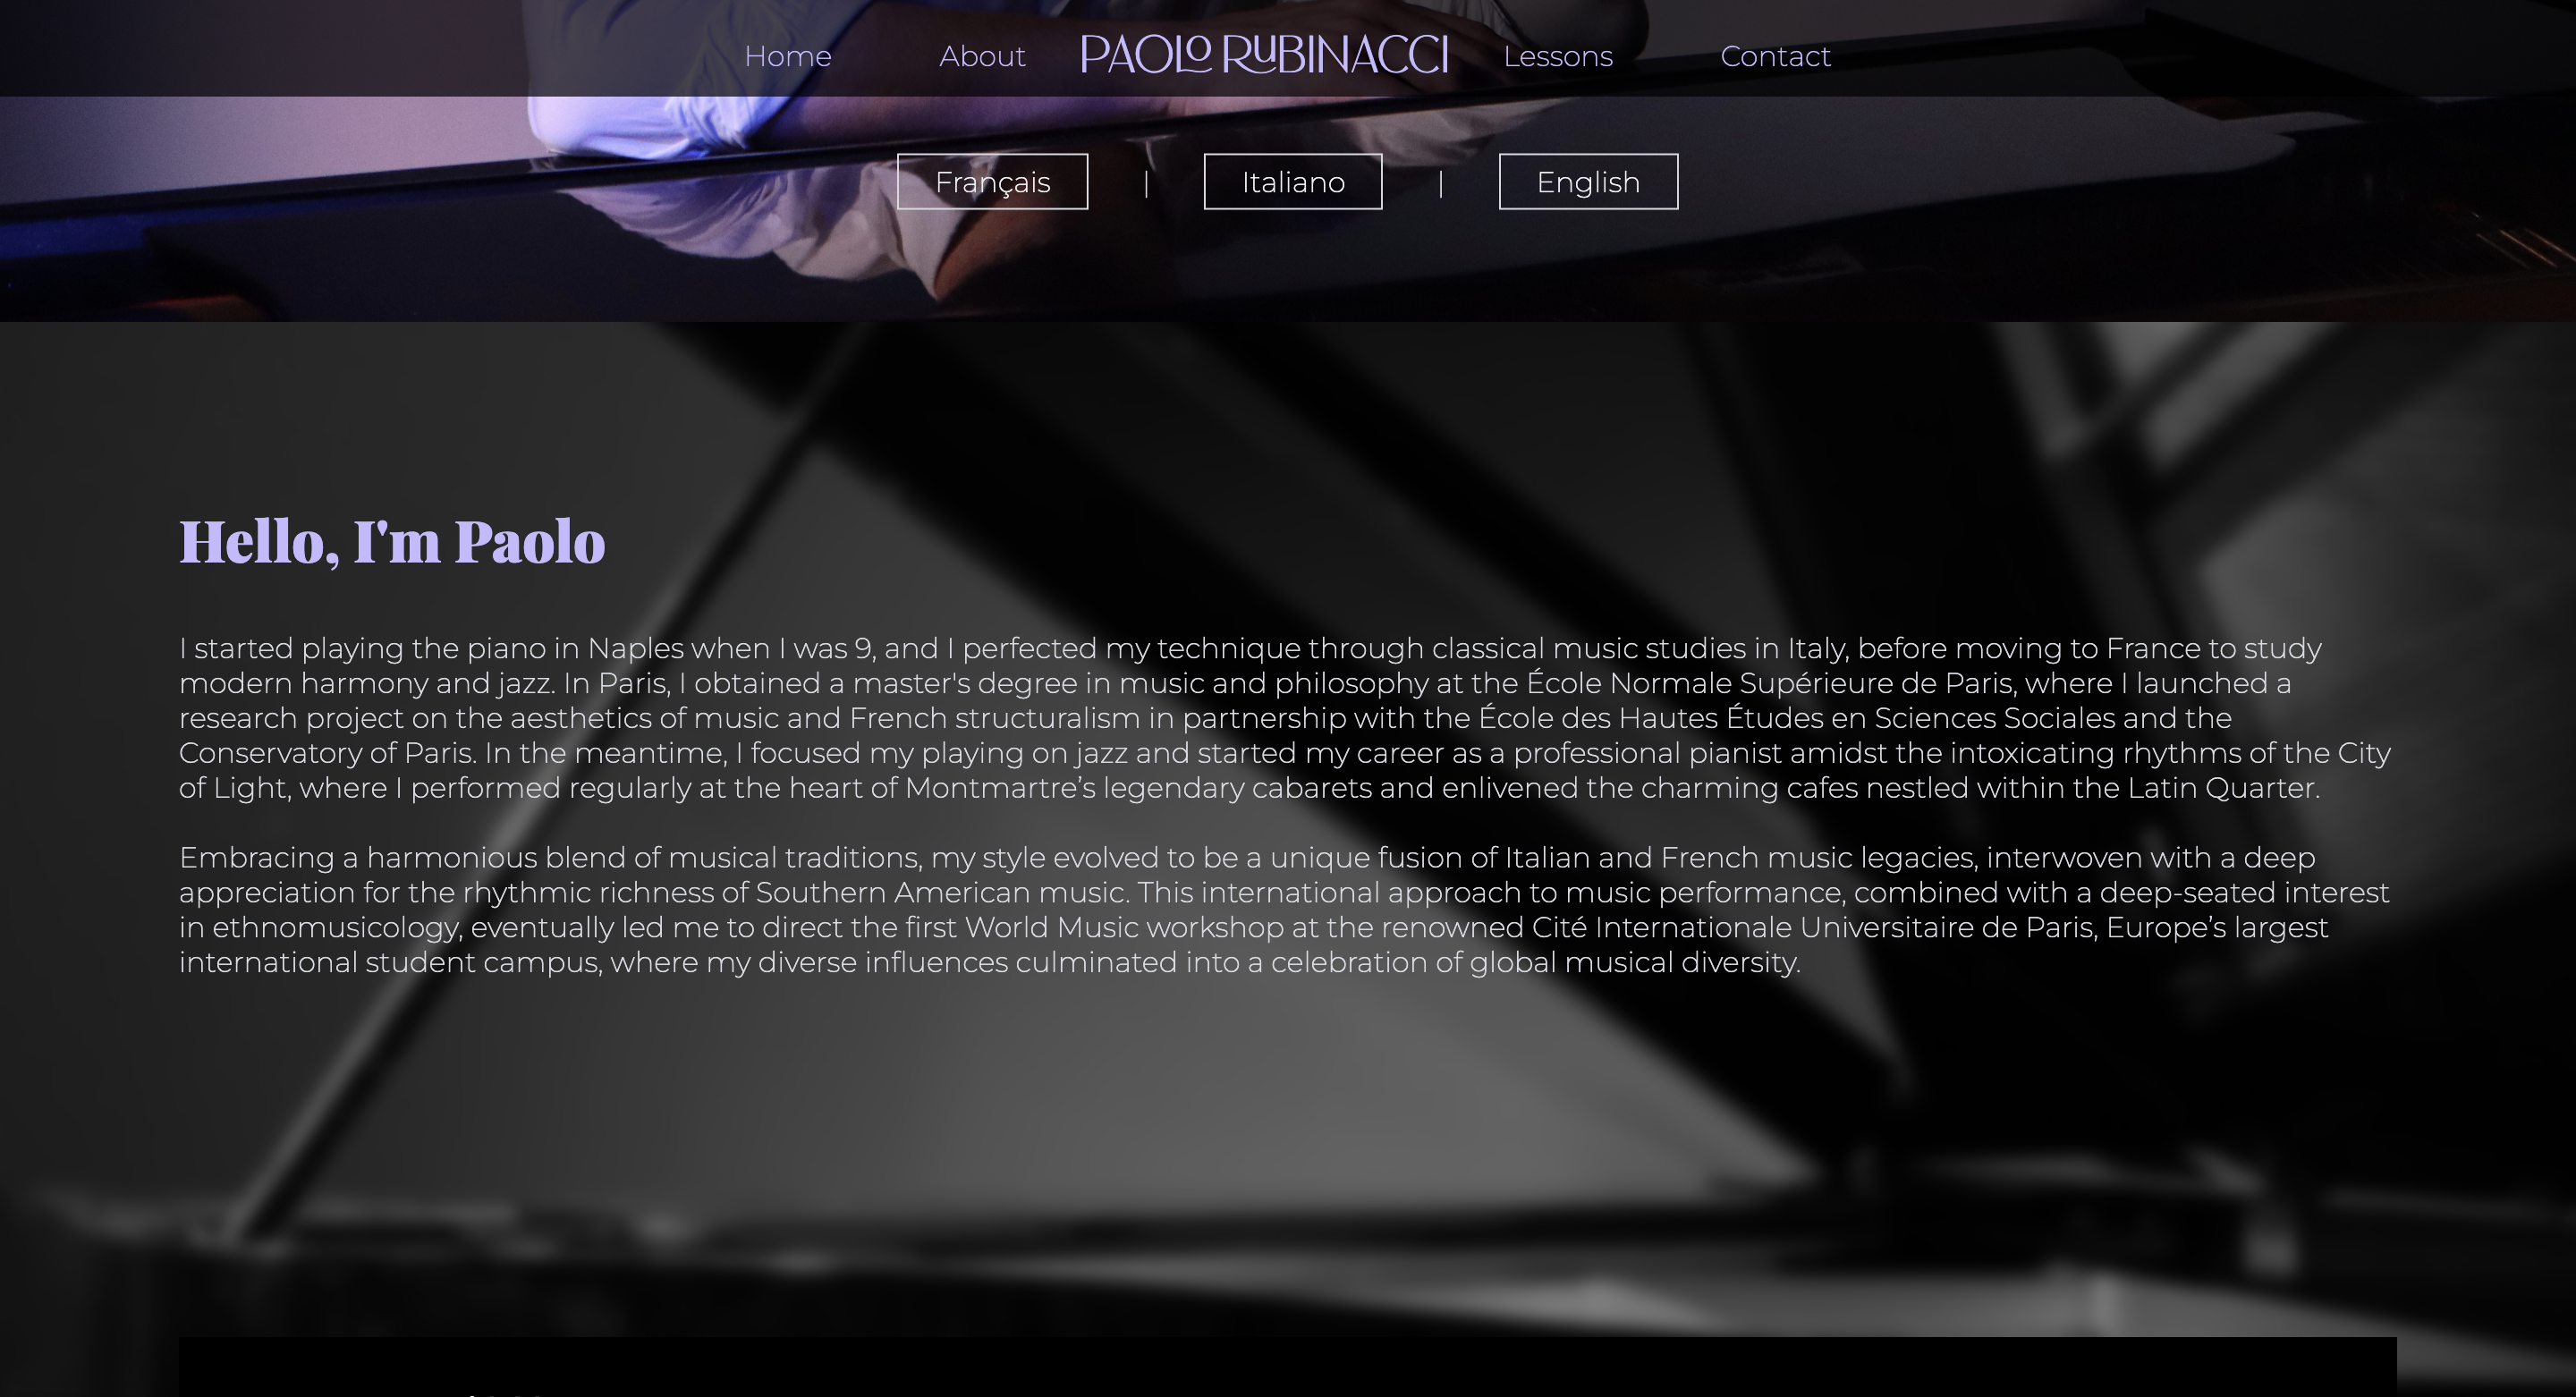 Home About PAOLO RUBINACCI Lessons Contact
Français | Italiano | English
Hello, I'm Paolo
I started playing the piano in Naples when I was 9, and I perfected my technique through classical music studies in Italy, before moving to France to study
modern harmony and jazz. In Paris, I obtained a master's degree in music and philosophy at the École Normale Supérieure de Paris, where I launched a
research project on the aesthetics of music and French structuralism in partnership with the École des Hautes Études en Sciences Sociales and the
Conservatory of Paris. In the meantime, I focused my playing on jazz and started my career as a professional pianist amidst the intoxicating rhythms of the City
of Light, where I performed regularly at the heart of Montmartre’s legendary cabarets and enlivened the charming cafes nestled within the Latin Quarter.
Embracing a harmonious blend of musical traditions, my style evolved to be a unique fusion of Italian and French music legacies, interwoven with a deep
appreciation for the rhythmic richness of Southern American music. This international approach to music performance, combined with a deep-seated interest
in ethnomusicology, eventually led me to direct the first World Music workshop at the renowned Cité Internationale Universitaire de Paris, Europe’s largest
international student campus, where my diverse influences culminated into a celebration of global musical diversity.